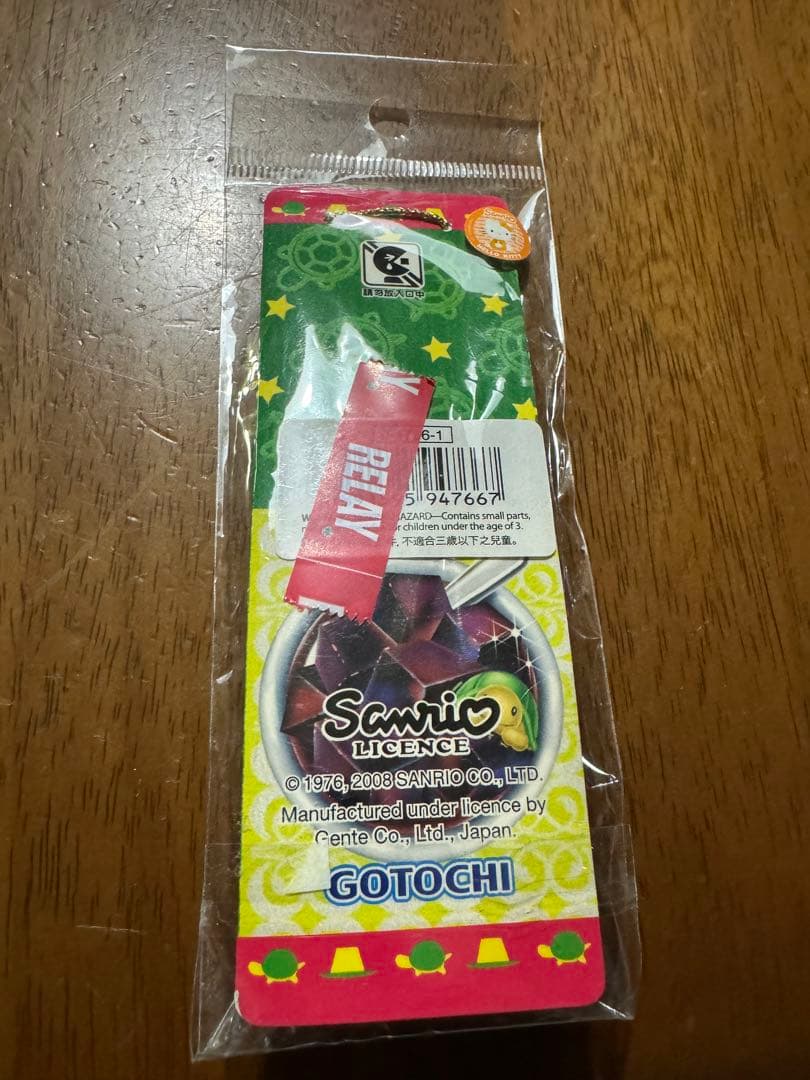 請勿放入口中
6-1
RELAY
5 947667
AZARD—Contains small parts,
or children under the age of 3.
不適合三歲以下之兒童。
Sanrio
LICENCE
© 1976, 2008 SANRIO CO., LTD.
Manufactured under licence by
Gente Co., Ltd., Japan.
GOTOCHI